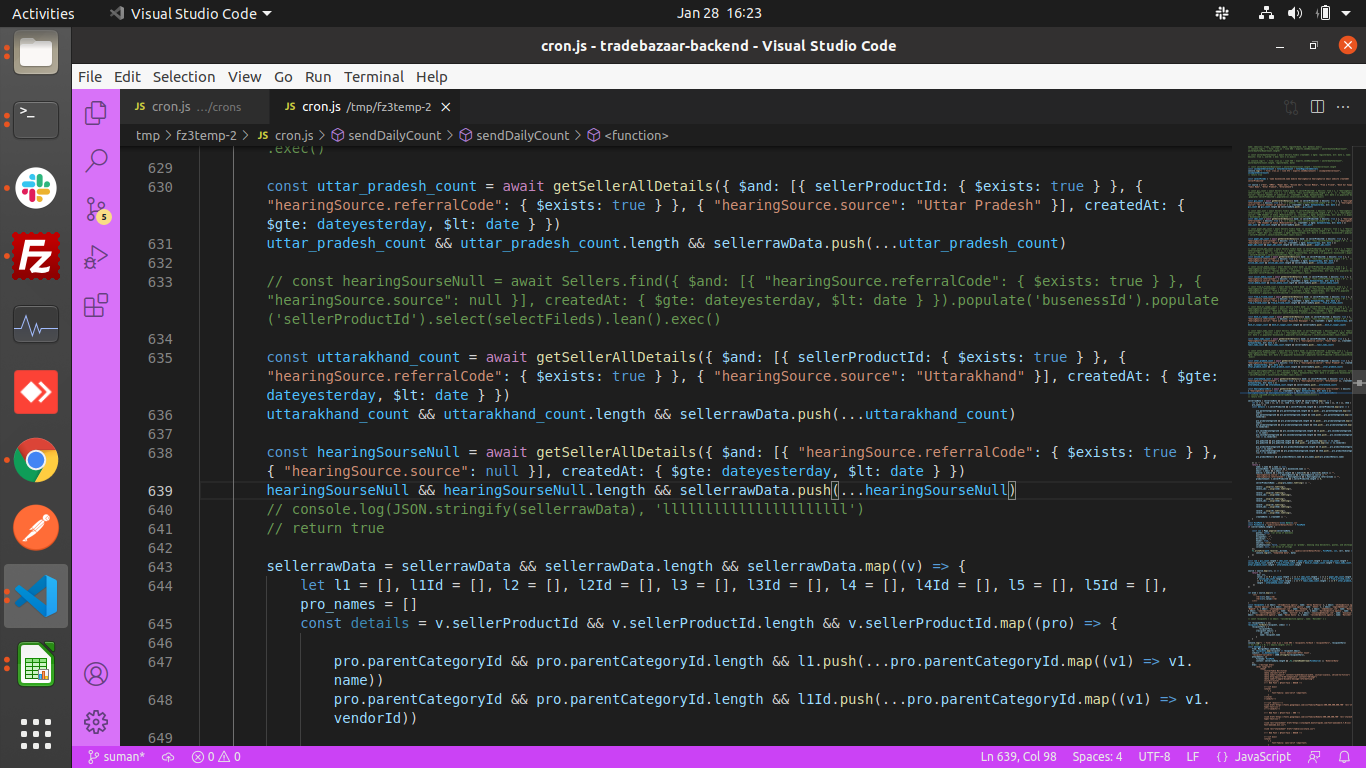 Activities
Visual Studio Code
Jan 28 16:23
cron.js - tradebazaar-backend - Visual Studio Code
File Edit Selection View Go Run Terminal Help
JS cron.js .../crons
JS cron.js /tmp/fz3temp-2
tmp > fz3temp-2 > JS cron.js > sendDailyCount > sendDailyCount > <function>
.exec()
629
630 const uttar_pradesh_count = await getSellerAllDetails({ $and: [{ sellerProductId: { $exists: true } }, {
"hearingSource.referralCode": { $exists: true } }, { "hearingSource.source": "Uttar Pradesh" }], createdAt: {
$gte: dateyesterday, $lt: date } })
631 uttar_pradesh_count && uttar_pradesh_count.length && sellerrawData.push(...uttar_pradesh_count)
632
633 // const hearingSourseNull = await Sellers.find({ $and: [{ "hearingSource.referralCode": { $exists: true } }, {
"hearingSource.source": null }], createdAt: { $gte: dateyesterday, $lt: date } }).populate('busenessId').populate
('sellerProductId').select(selectFileds).lean().exec()
634
635 const uttarakhand_count = await getSellerAllDetails({ $and: [{ sellerProductId: { $exists: true } }, {
"hearingSource.referralCode": { $exists: true } }, { "hearingSource.source": "Uttarakhand" }], createdAt: { $gte:
dateyesterday, $lt: date } })
636 uttarakhand_count && uttarakhand_count.length && sellerrawData.push(...uttarakhand_count)
637
638 const hearingSourseNull = await getSellerAllDetails({ $and: [{ "hearingSource.referralCode": { $exists: true } },
{ "hearingSource.source": null }], createdAt: { $gte: dateyesterday, $lt: date } })
639 hearingSourseNull && hearingSourseNull.length && sellerrawData.push(...hearingSourseNull)
640 // console.log(JSON.stringify(sellerrawData), 'llllllllllllllllllllll')
641 // return true
642
643 sellerrawData = sellerrawData && sellerrawData.length && sellerrawData.map((v) => {
644 let l1 = [], l1Id = [], l2 = [], l2Id = [], l3 = [], l3Id = [], l4 = [], l4Id = [], l5 = [], l5Id = [],
pro_names = []
645 const details = v.sellerProductId && v.sellerProductId.length && v.sellerProductId.map((pro) => {
646
647 pro.parentCategoryId && pro.parentCategoryId.length && l1.push(...pro.parentCategoryId.map((v1) => v1.
name))
648 pro.parentCategoryId && pro.parentCategoryId.length && l1Id.push(...pro.parentCategoryId.map((v1) => v1.
vendorId))
649
5
suman* 0 0 Ln 639, Col 98 Spaces: 4 UTF-8 LF {} JavaScript